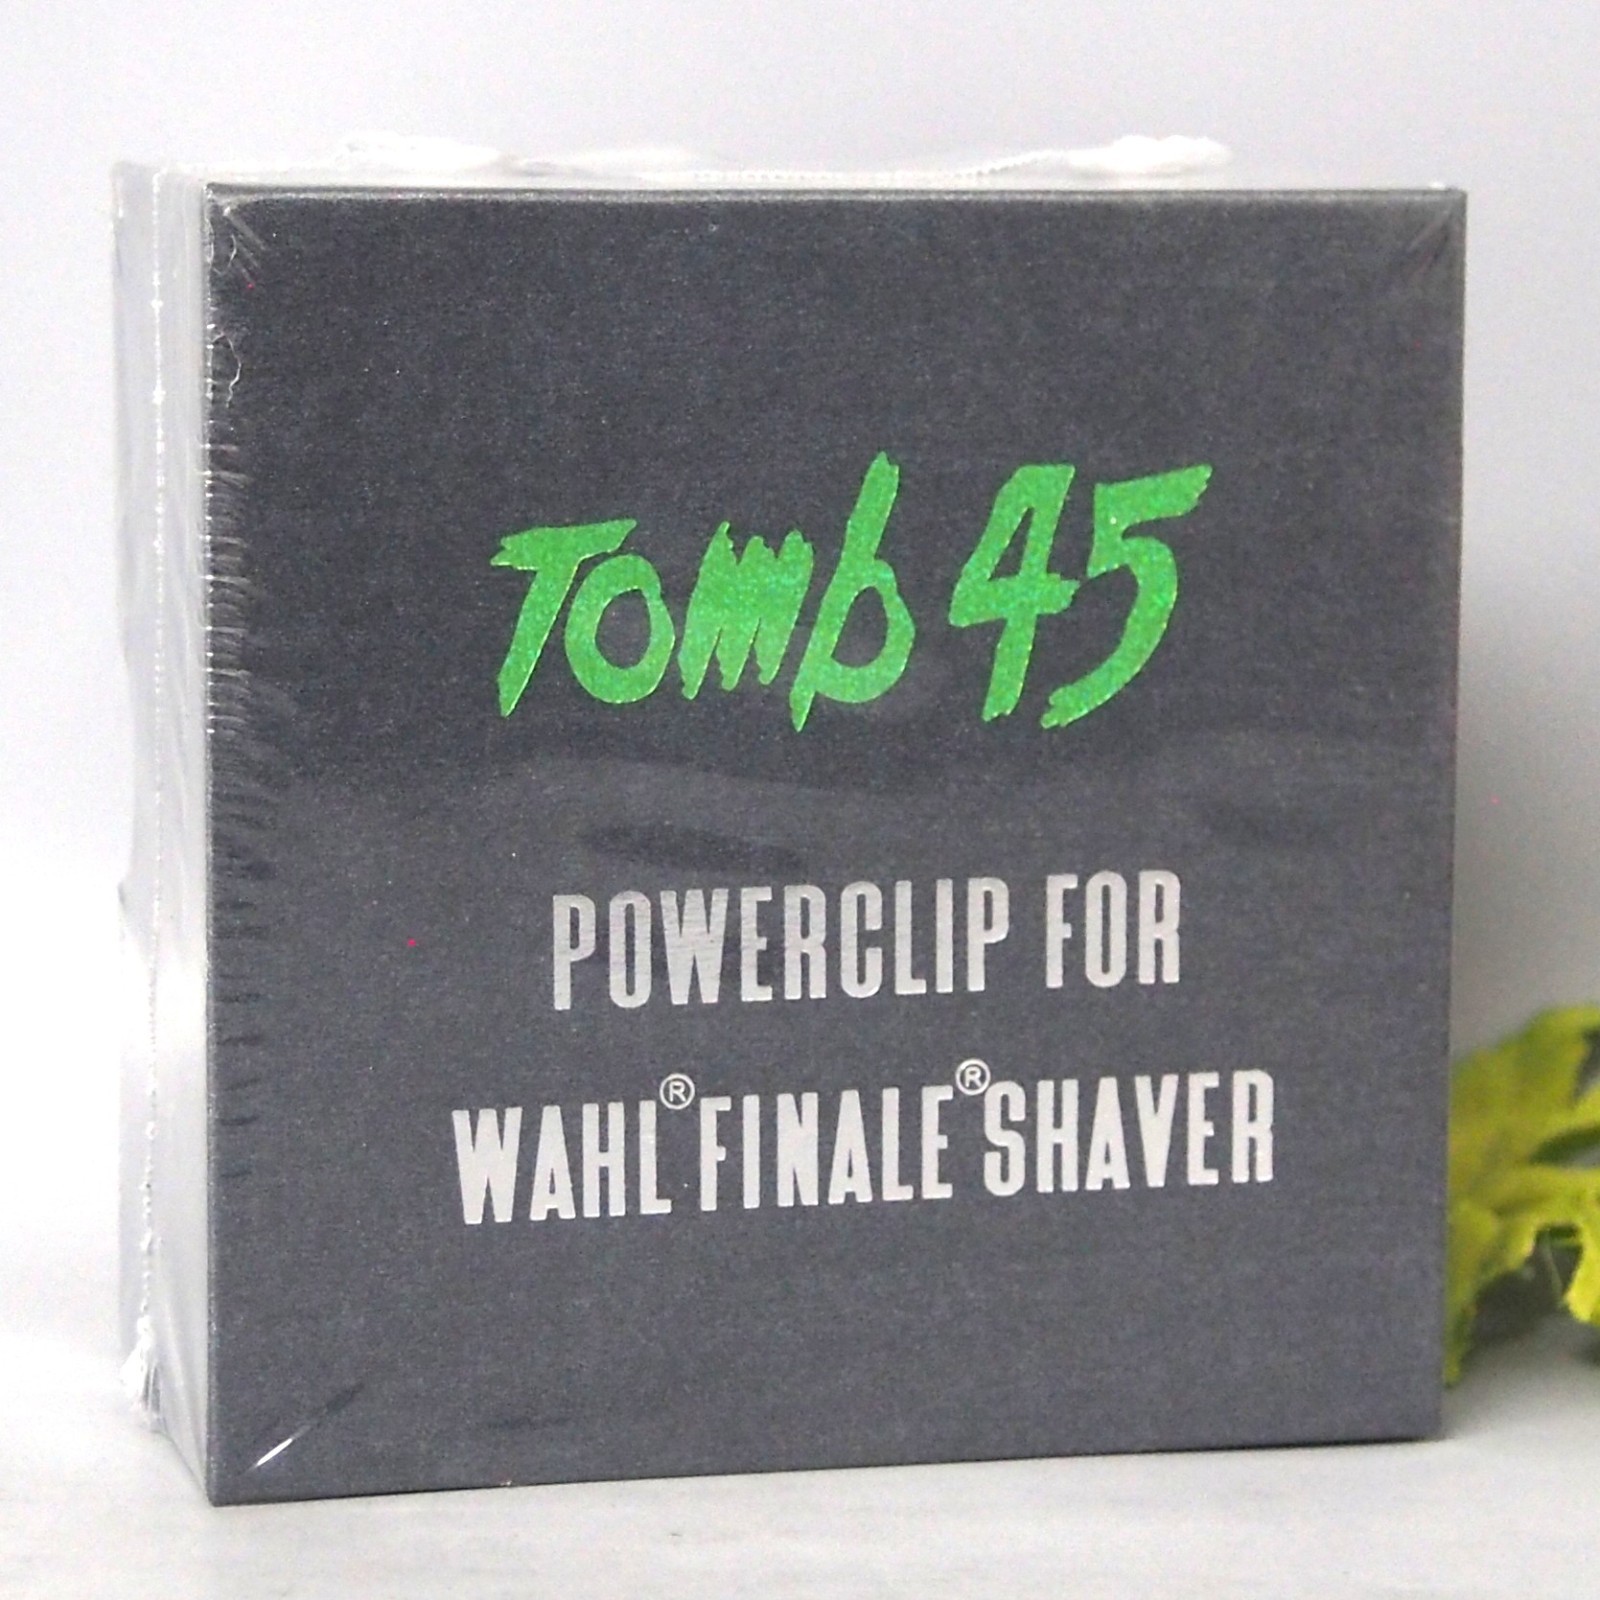 Tomb 45
POWERCLIP FOR
WAHL® FINALE® SHAVER